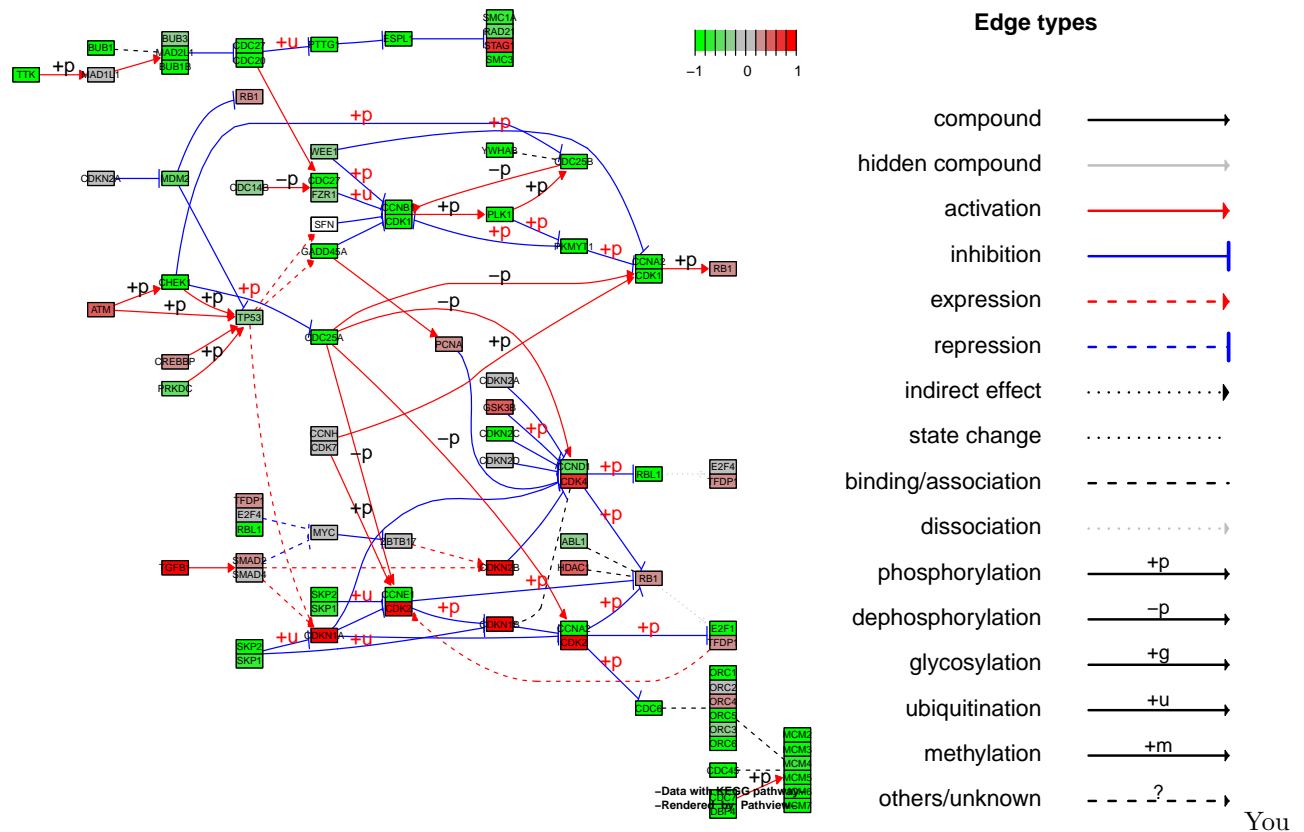 Edge types
−1 0 1
compound
hidden compound
activation
inhibition
expression
repression
indirect effect
state change
binding/association
dissociation
phosphorylation +p
dephosphorylation −p
glycosylation +g
ubiquitination +u
methylation +m
others/unknown ?
SMC1A
RAD21
STAG1
SMC3
BUB1
BUB3
MAD2L1
BUB1B
CDC27
CDC20
+u
PTTG1
ESPL1
TTK
+p
MAD1L1
RB1
+p
+p
WEE1
YWHAB
CDC25B
CDKN2A
MDM2
CDC14B
−p
CDC27
FZR1
+p
+u
−p
+p
CCNB1
CDK1
+p
PLK1
+p
SFN
GADD45A
PKMYT1
+p
CCNA2
CDK1
+p
RB1
CHEK1
+p
+p
+p
+p
−p
ATM
TP53
−p
CDC25A
PCNA
+p
CREBBP
+p
PRKDC
CDKN2A
GSK3B
CDKN2C
+p
CDKN2D
CCNH
CDK7
−p
−p
CCND1
CDK4
+p
RBL1
E2F4
TFDP1
TFDP1
E2F4
RBL1
MYC
+p
ZBTB17
+p
ABL1
TGFB1
SMAD2
SMAD4
CDKN2B
HDAC1
RB1
+p
SKP2
SKP1
+u
CCNE1
CDK2
+p
+p
CDKN1A
+u
+u
CDKN1B
CCNA2
CDK2
+p
E2F1
TFDP1
SKP2
SKP1
+p
CDC6
ORC1
ORC2
ORC4
ORC5
ORC3
ORC6
MCM2
MCM3
MCM4
MCM5
MCM6
MCM7
CDC45
+p
CDC7
DBF4
−Data with KEGG pathway−
−Rendered by Pathview−
You